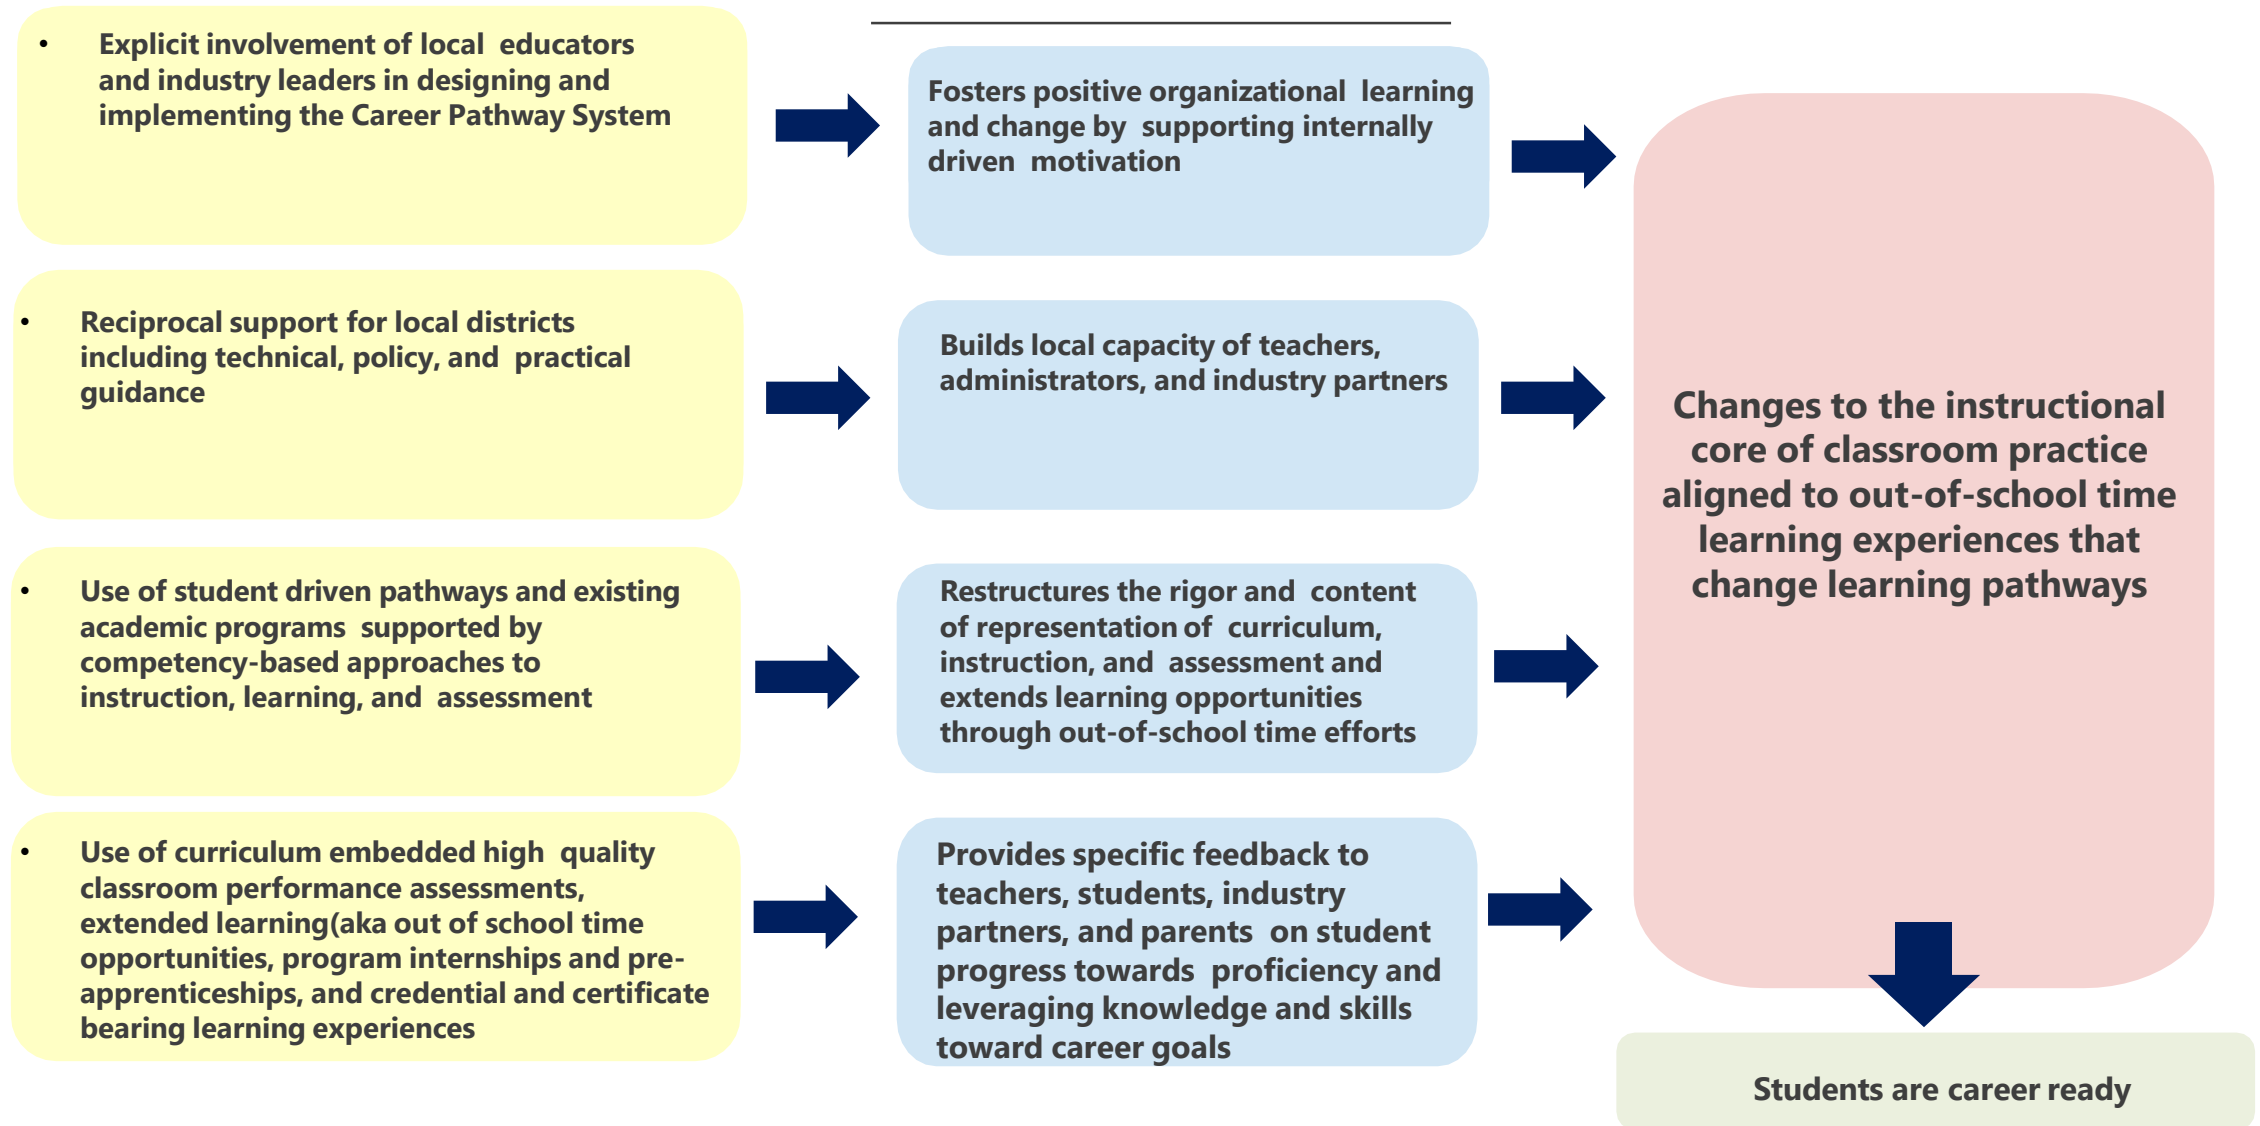 • Explicit involvement of local educators
and industry leaders in designing and
implementing the Career Pathway System
Fosters positive organizational learning
and change by supporting internally
driven motivation
• Reciprocal support for local districts
including technical, policy, and practical
guidance
Builds local capacity of teachers,
administrators, and industry partners
• Use of student driven pathways and existing
academic programs supported by
competency-based approaches to
instruction, learning, and assessment
Restructures the rigor and content
of representation of curriculum,
instruction, and assessment and
extends learning opportunities
through out-of-school time efforts
• Use of curriculum embedded high quality
classroom performance assessments,
extended learning(aka out of school time
opportunities, program internships and pre-
apprenticeships, and credential and certificate
bearing learning experiences
Provides specific feedback to
teachers, students, industry
partners, and parents on student
progress towards proficiency and
leveraging knowledge and skills
toward career goals
Changes to the instructional
core of classroom practice
aligned to out-of-school time
learning experiences that
change learning pathways
Students are career ready